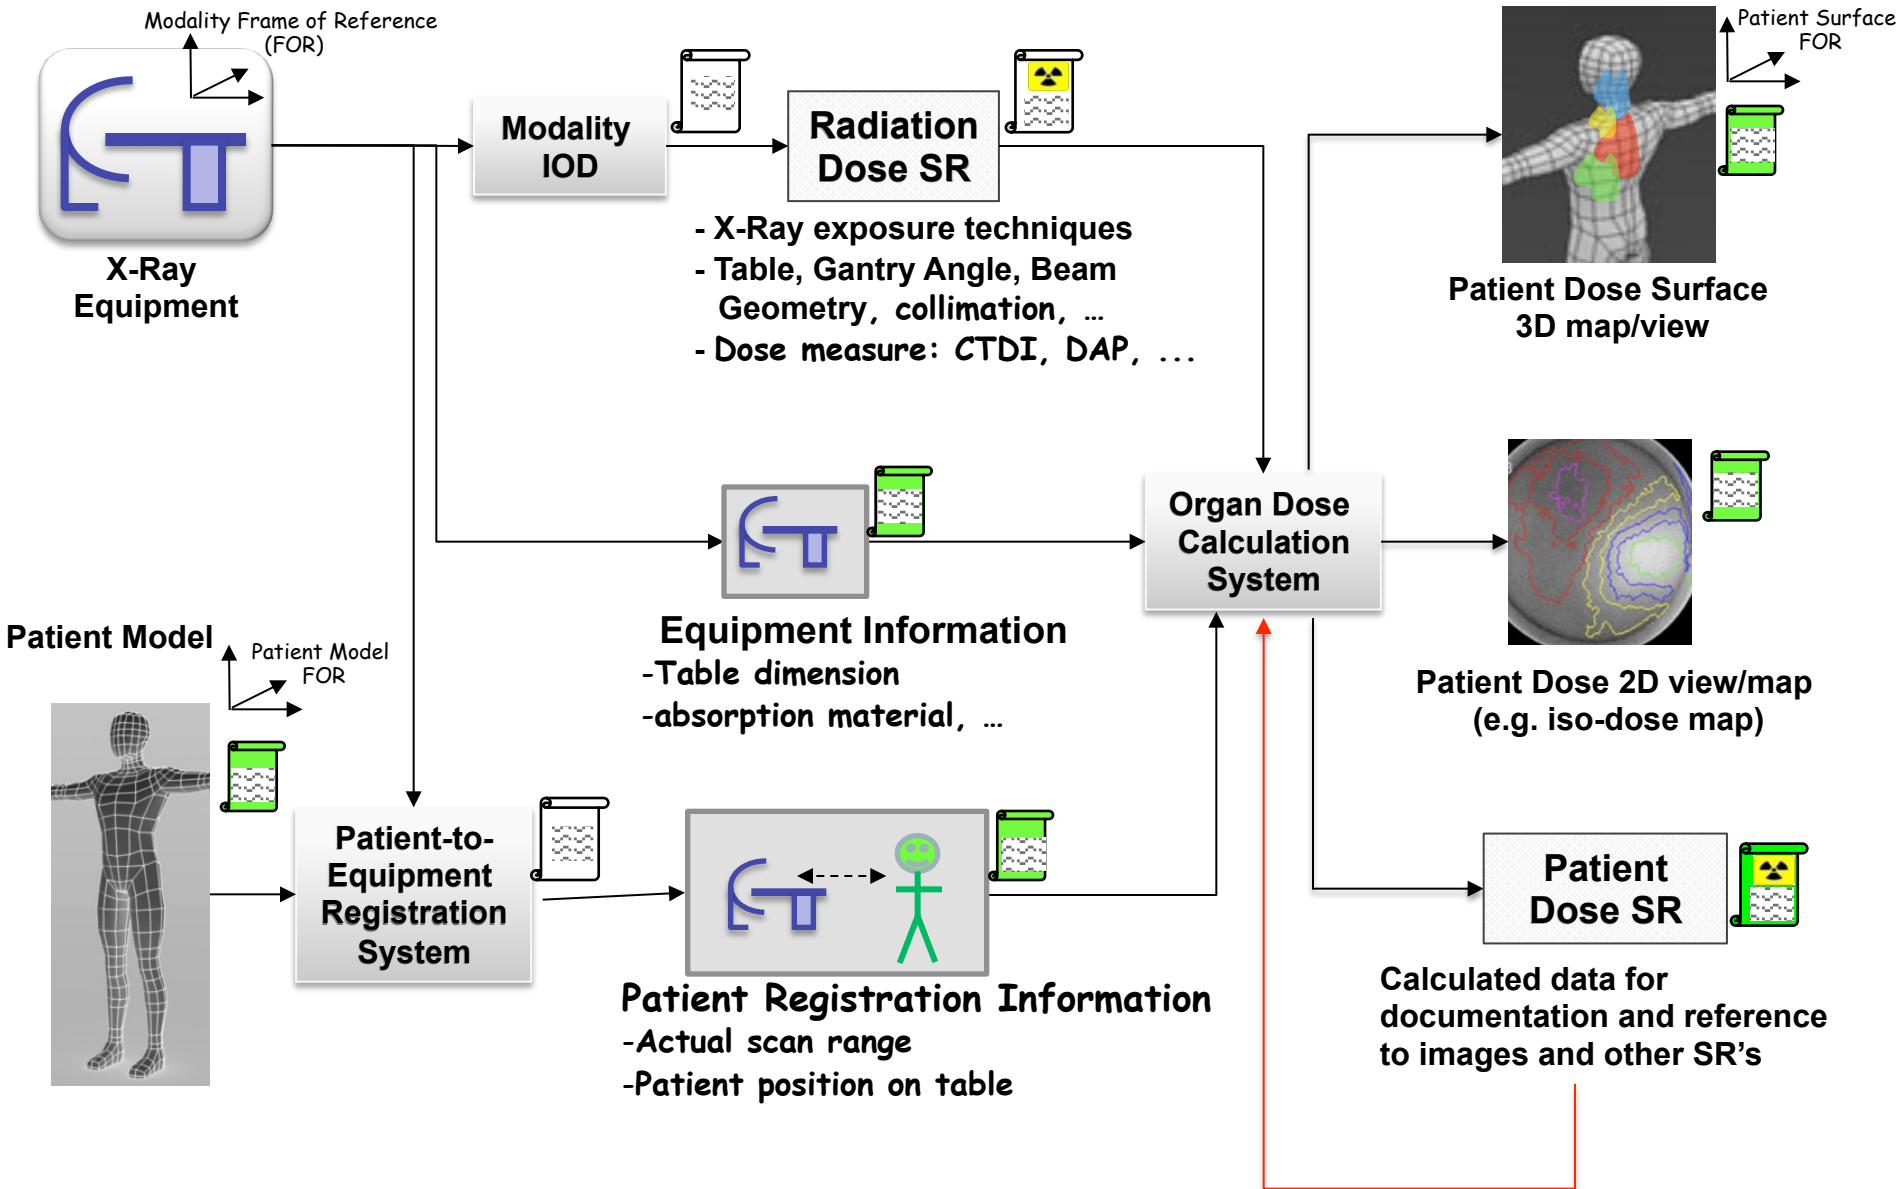 Modality Frame of Reference
(FOR)
X-Ray
Equipment
Modality
IOD
Radiation
Dose SR
- X-Ray exposure techniques
- Table, Gantry Angle, Beam
Geometry, collimation, …
- Dose measure: CTDI, DAP, ...
Patient Surface
FOR
Patient Dose Surface
3D map/view
Equipment Information
-Table dimension
-absorption material, …
Organ Dose
Calculation
System
Patient Dose 2D view/map
(e.g. iso-dose map)
Patient Model
Patient Model
FOR
Patient-to-
Equipment
Registration
System
Patient Registration Information
-Actual scan range
-Patient position on table
Patient
Dose SR
Calculated data for
documentation and reference
to images and other SR’s